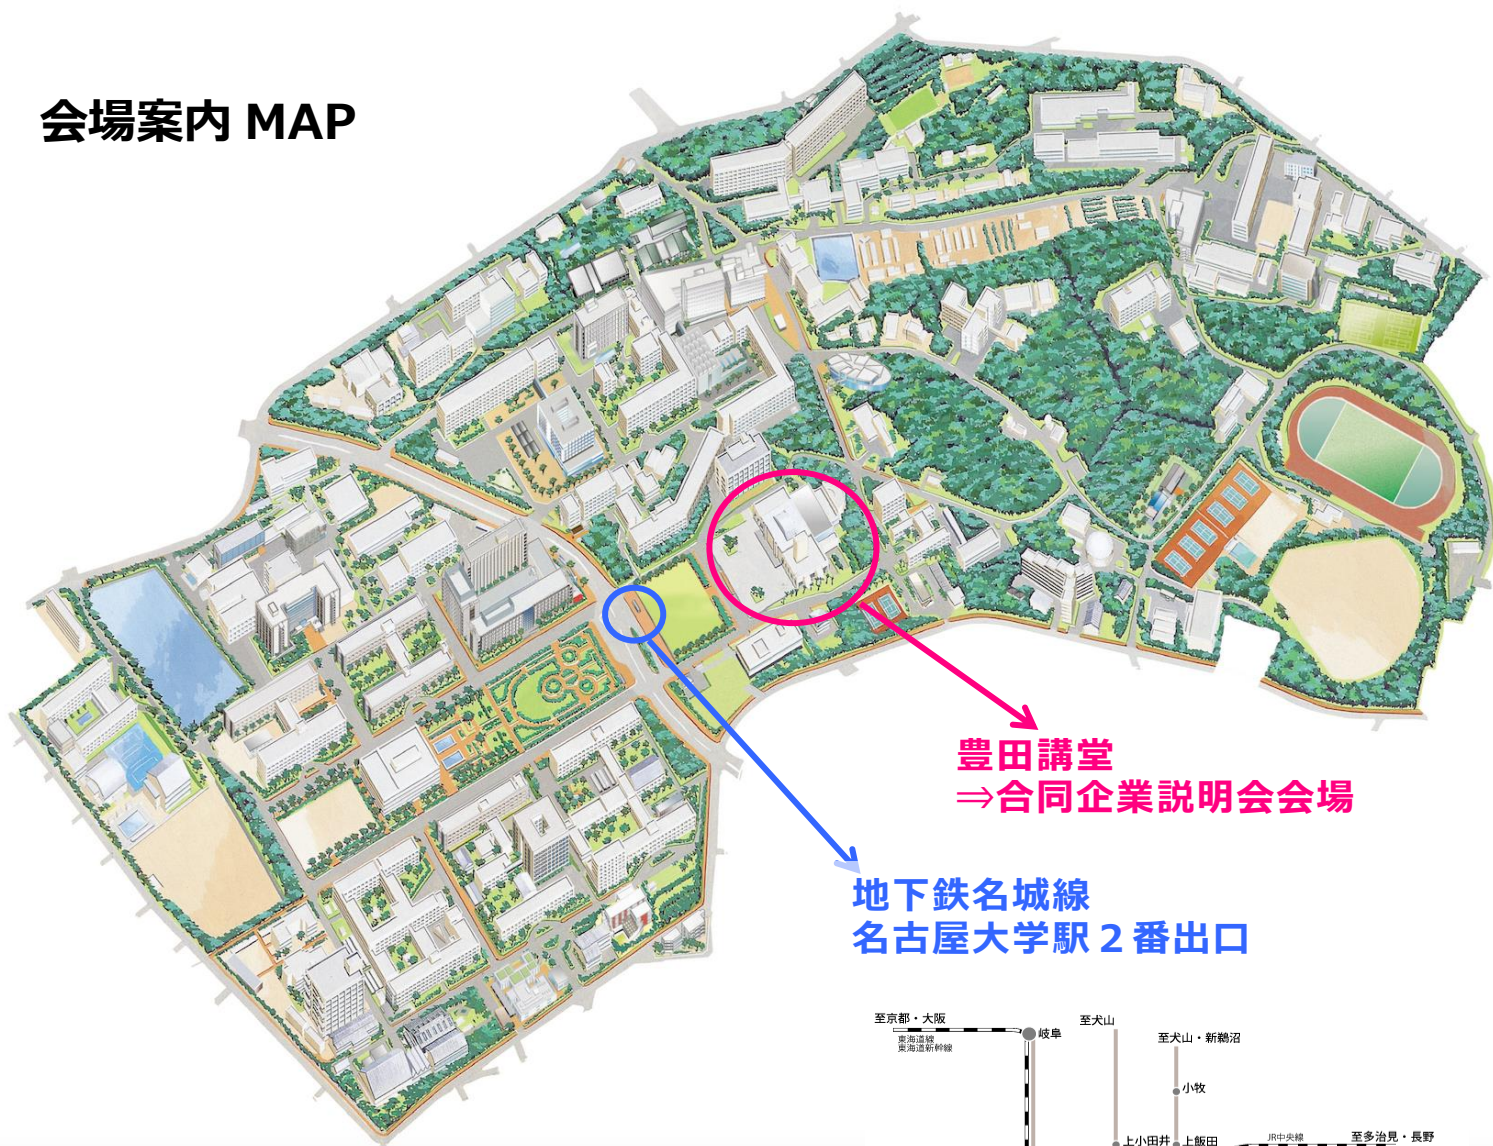 会場案内 MAP
豊田講堂
⇒合同企業説明会会場
地下鉄名城線
名古屋大学駅２番出口
至京都・大阪
東海道線
東海道新幹線
岐阜
至犬山
至犬山・新鵜沼
小牧
上小田井
上飯田
JR中央線
至多治見・長野